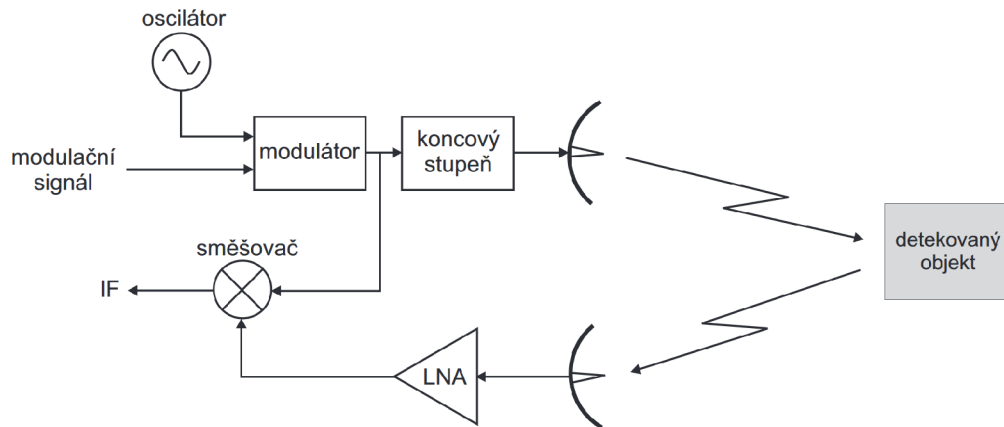 oscilátor
modulační
signál
modulátor
koncový
stupeň
směšovač
IF
LNA
detekovaný
objekt